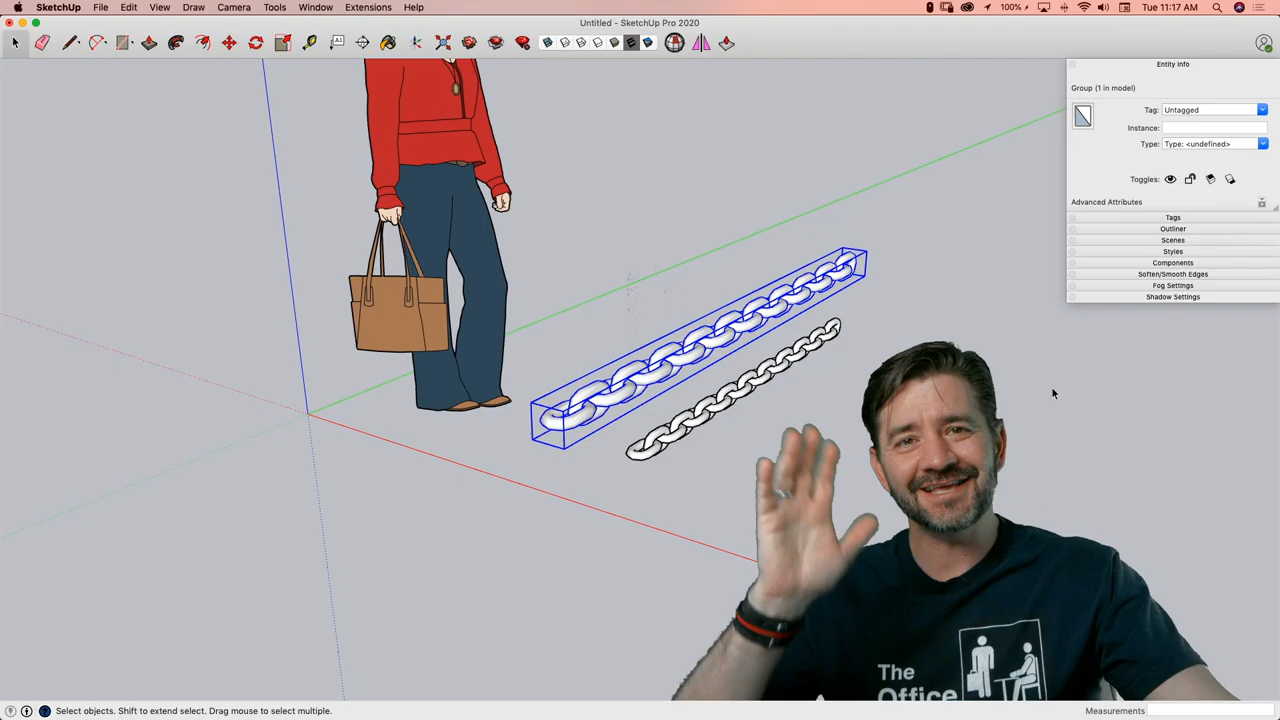 SketchUp File Edit View Draw Camera Tools Window Extensions Help
100% Tue 11:17 AM
Untitled - SketchUp Pro 2020
Entity Info
Group (1 in model)
Tag: Untagged
Instance:
Type: Type: <undefined>
Toggles:
Advanced Attributes
Tags
Outliner
Scenes
Styles
Components
Soften/Smooth Edges
Fog Settings
Shadow Settings
The
Office
Select objects. Shift to extend select. Drag mouse to select multiple.
Measurements